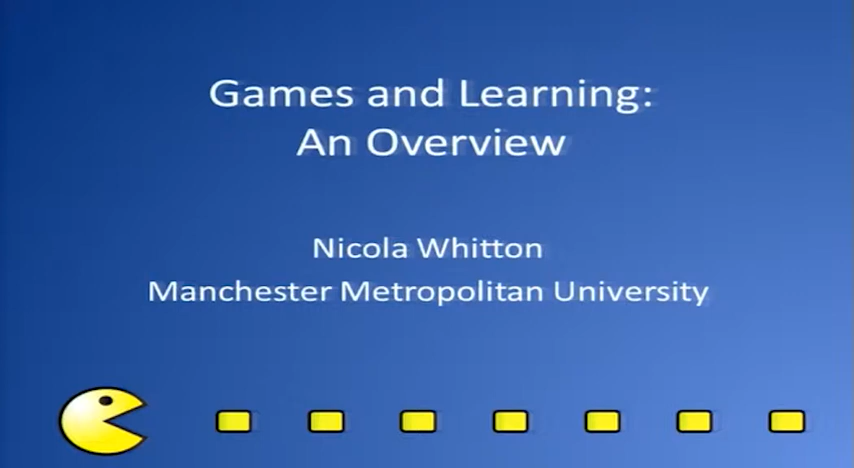 Games and Learning:
An Overview
Nicola Whitton
Manchester Metropolitan University